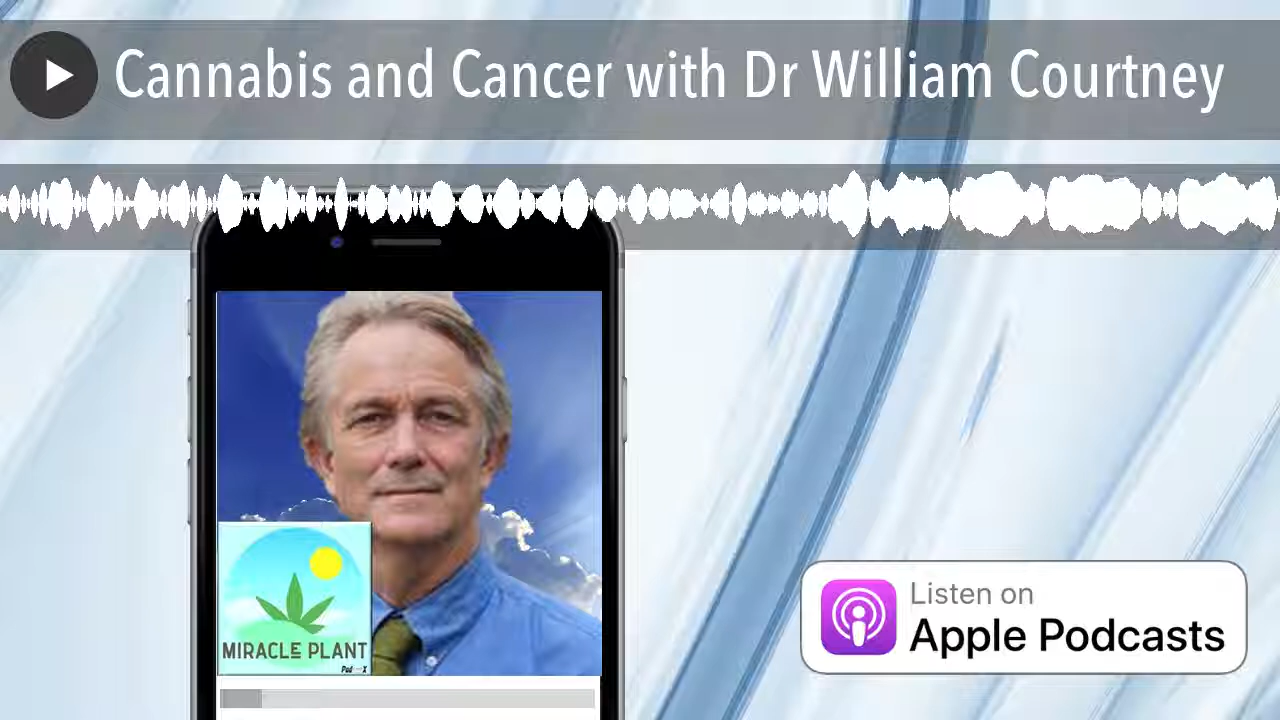 Cannabis and Cancer with Dr William Courtney
MIRACLE PLANT
Listen on
Apple Podcasts